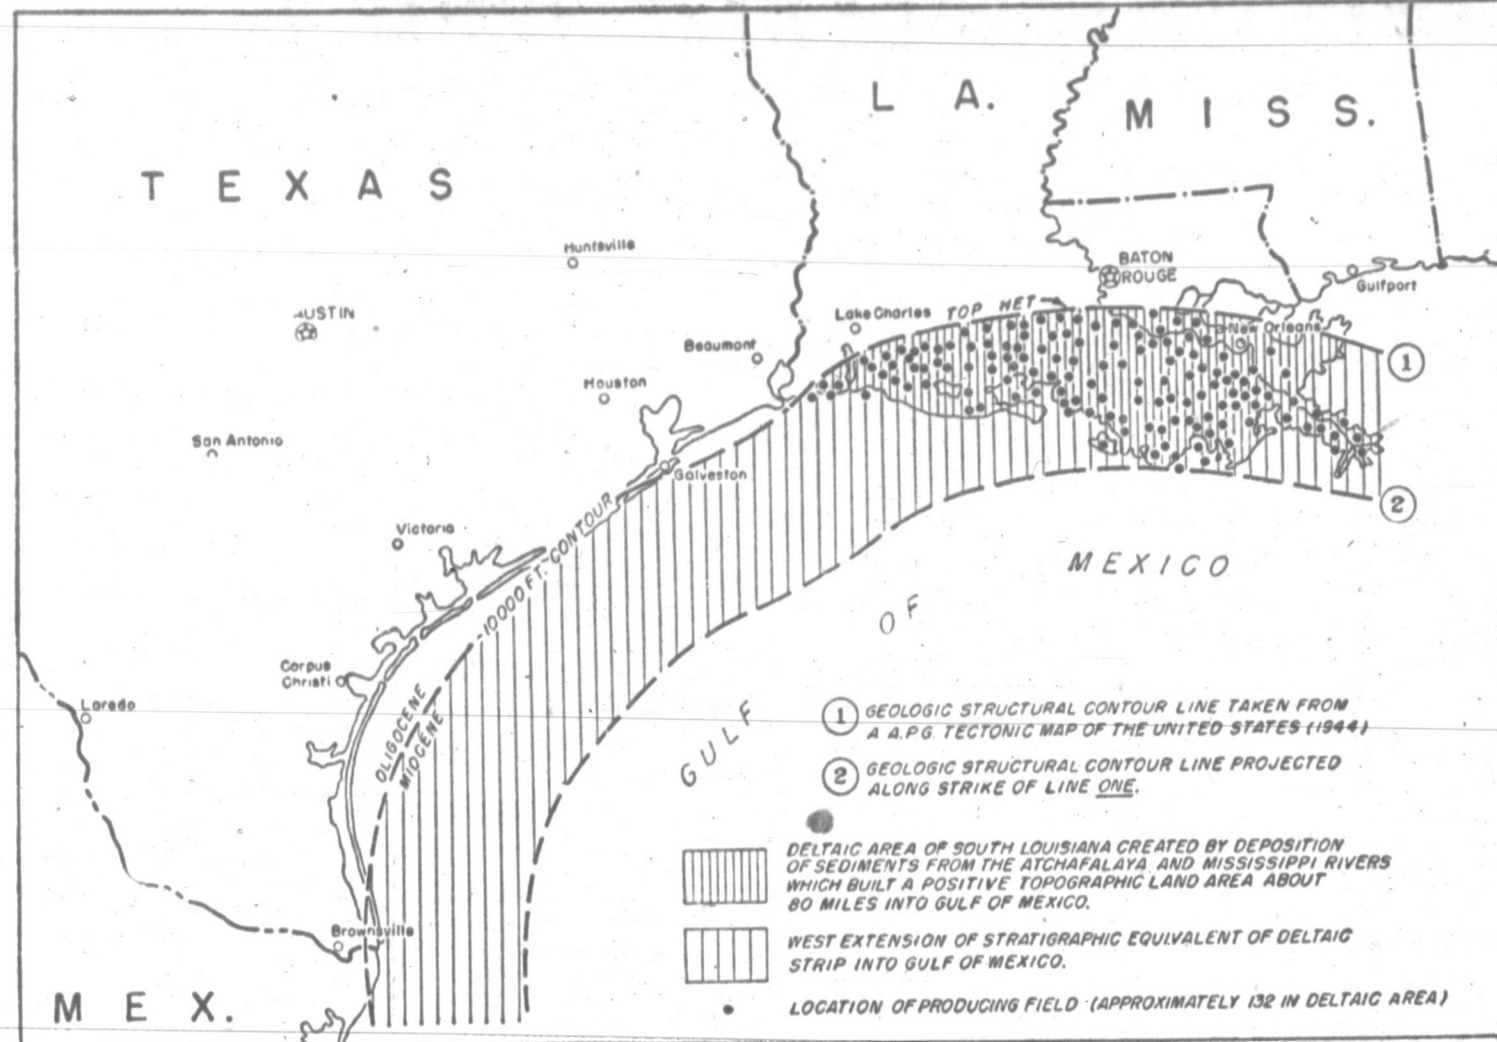 L A.
M I S S.
T E X A S
Huntsville
BATON
ROUGE
Gulfport
AUSTIN
Lake Charles
TOP HET
New Orleans
Beaumont
1
Houston
San Antonio
Galveston
2
Victoria
-10000 FT. CONTOUR
MEXICO
OF
GULF
Corpus
Christi
Laredo
OLIGOCENE
MIOCENE
1 GEOLOGIC STRUCTURAL CONTOUR LINE TAKEN FROM
A A.P.G. TECTONIC MAP OF THE UNITED STATES (1944)
2 GEOLOGIC STRUCTURAL CONTOUR LINE PROJECTED
ALONG STRIKE OF LINE ONE.
DELTAIC AREA OF SOUTH LOUISIANA CREATED BY DEPOSITION
OF SEDIMENTS FROM THE ATCHAFALAYA AND MISSISSIPPI RIVERS
WHICH BUILT A POSITIVE TOPOGRAPHIC LAND AREA ABOUT
80 MILES INTO GULF OF MEXICO.
Brownsville
WEST EXTENSION OF STRATIGRAPHIC EQUIVALENT OF DELTAIC
STRIP INTO GULF OF MEXICO.
M E X.
LOCATION OF PRODUCING FIELD (APPROXIMATELY 132 IN DELTAIC AREA)